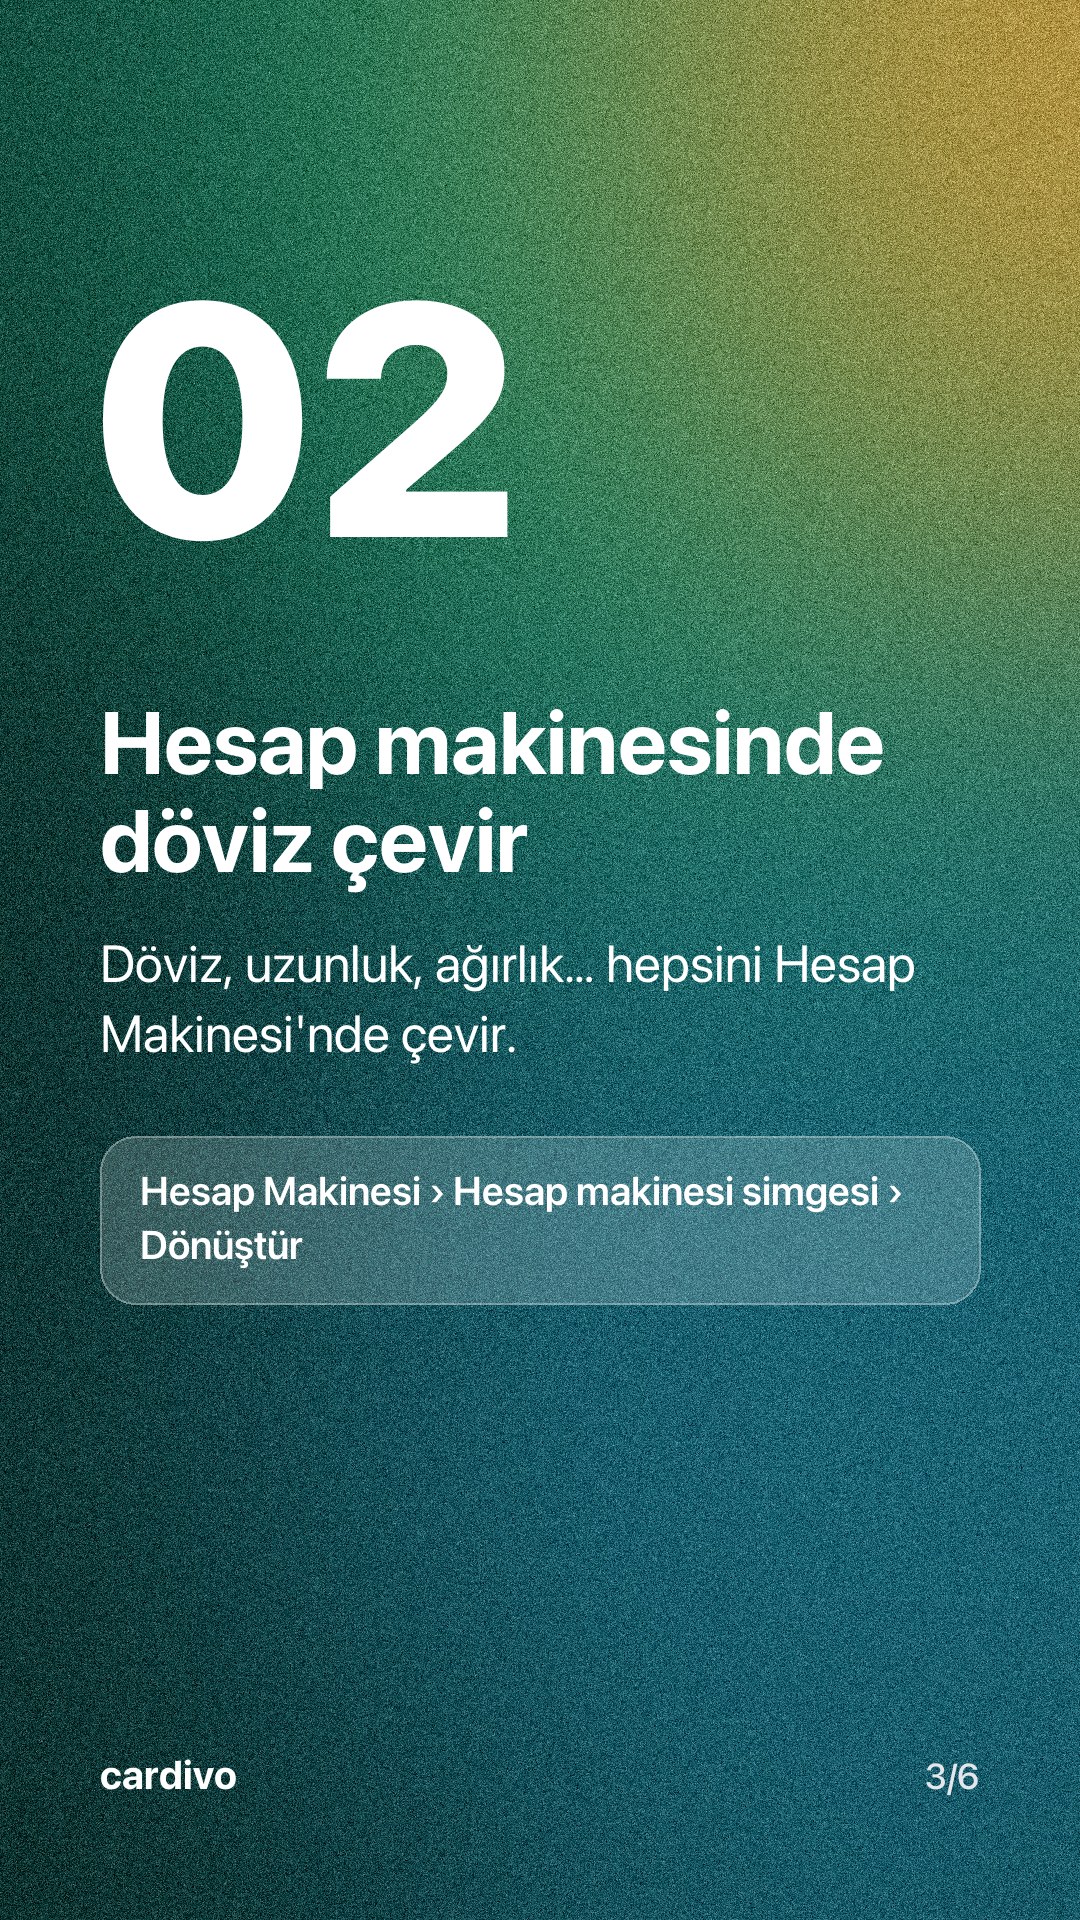 02
Hesap makinesinde
döviz çevir
Döviz, uzunluk, ağırlık... hepsini Hesap
Makinesi'nde çevir.
Hesap Makinesi › Hesap makinesi simgesi ›
Dönüştür
cardivo
3/6